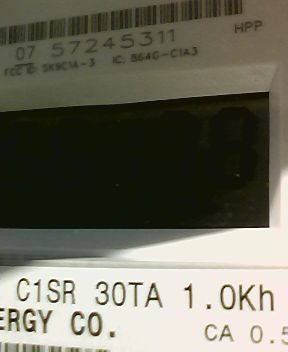 07 57245311 HPP
FCC ID: SK9C1A-3 IC, 864G-C1A3
C1SR 30TA 1.0Kh
ERGY CO.
CA 0.5